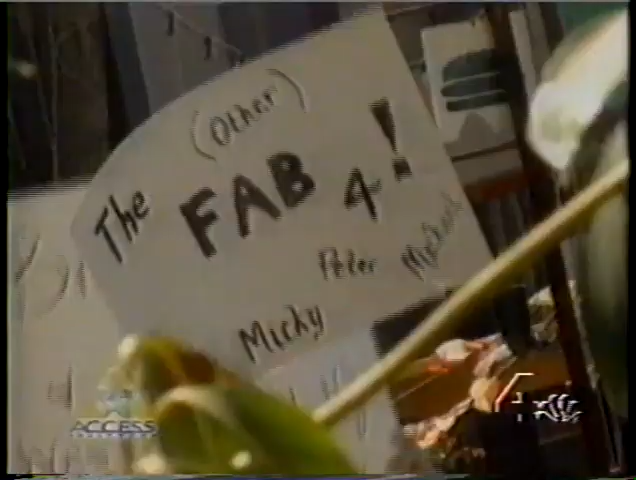 The (Other)
FAB 4!
Peter Michael
Micky
ACCESS